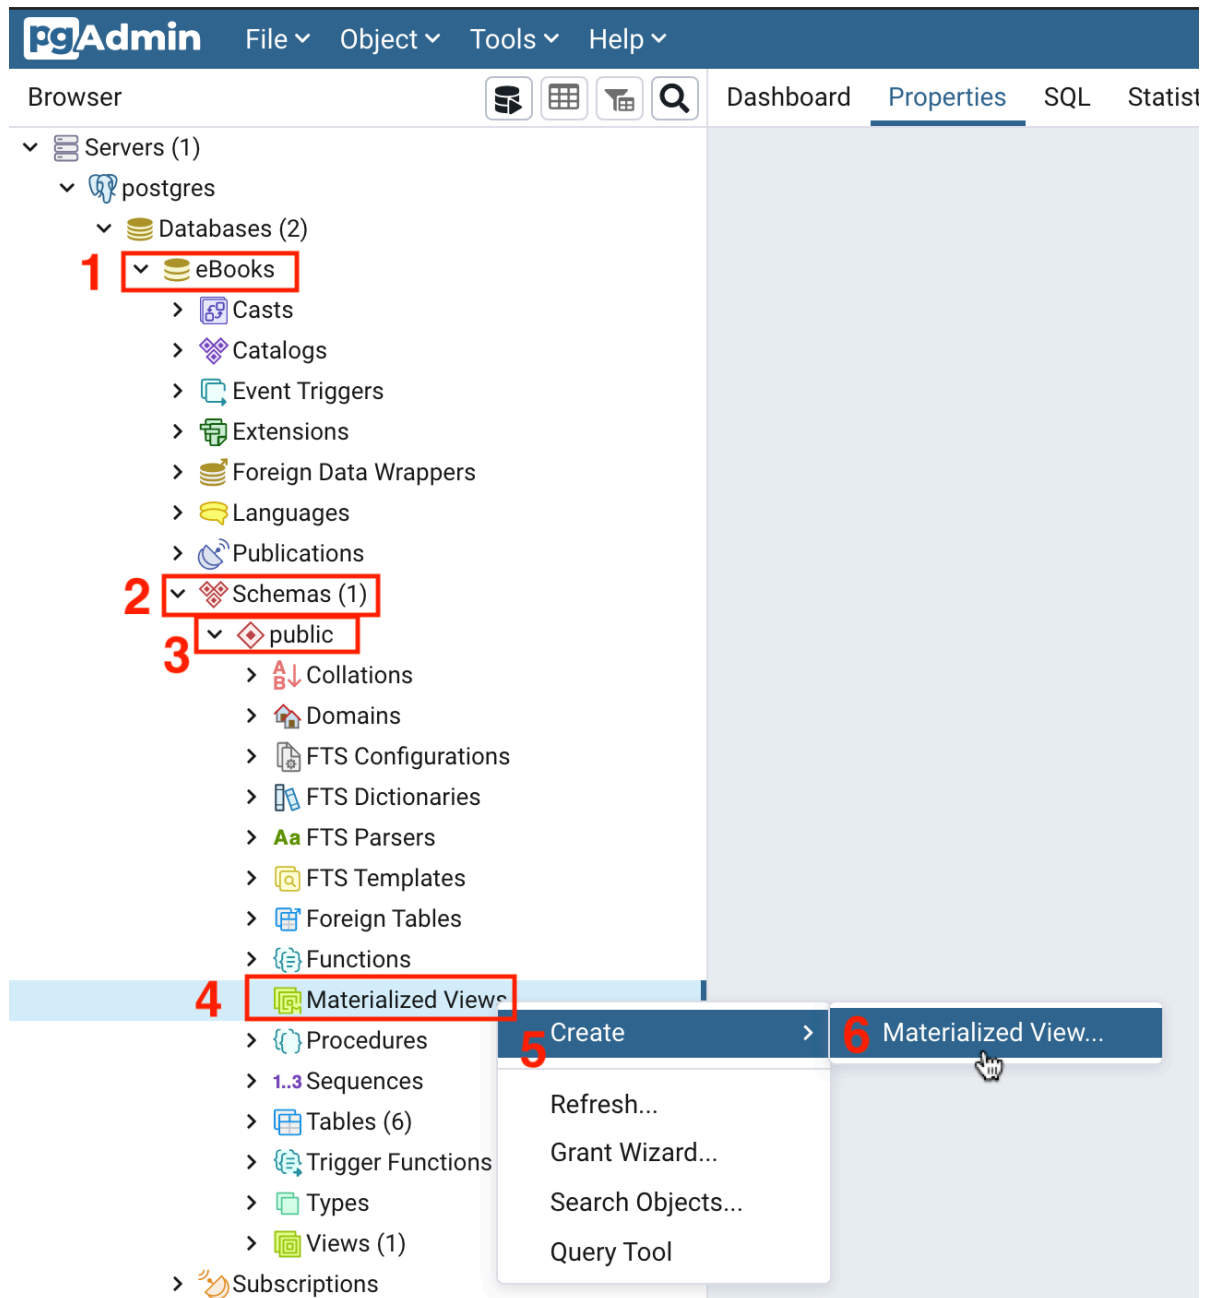 pgAdmin File Object Tools Help
Browser Dashboard Properties SQL Statist
Servers (1)
postgres
Databases (2)
1 eBooks
Casts
Catalogs
Event Triggers
Extensions
Foreign Data Wrappers
Languages
Publications
2 Schemas (1)
3 public
A B Collations
Domains
FTS Configurations
FTS Dictionaries
Aa FTS Parsers
FTS Templates
Foreign Tables
Functions
4 Materialized Views
5 Create 6 Materialized View...
Procedures
1..3 Sequences
Refresh...
Tables (6)
Grant Wizard...
Trigger Functions
Types
Search Objects...
Views (1)
Query Tool
Subscriptions